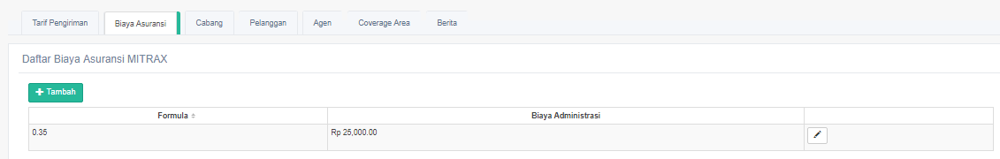 Tarif Pengiriman Biaya Asuransi Cabang Pelanggan Agen Coverage Area Berita
Daftar Biaya Asuransi MITRAX
Tambah
Formula Biaya Administrasi
0.35 Rp 25,000.00